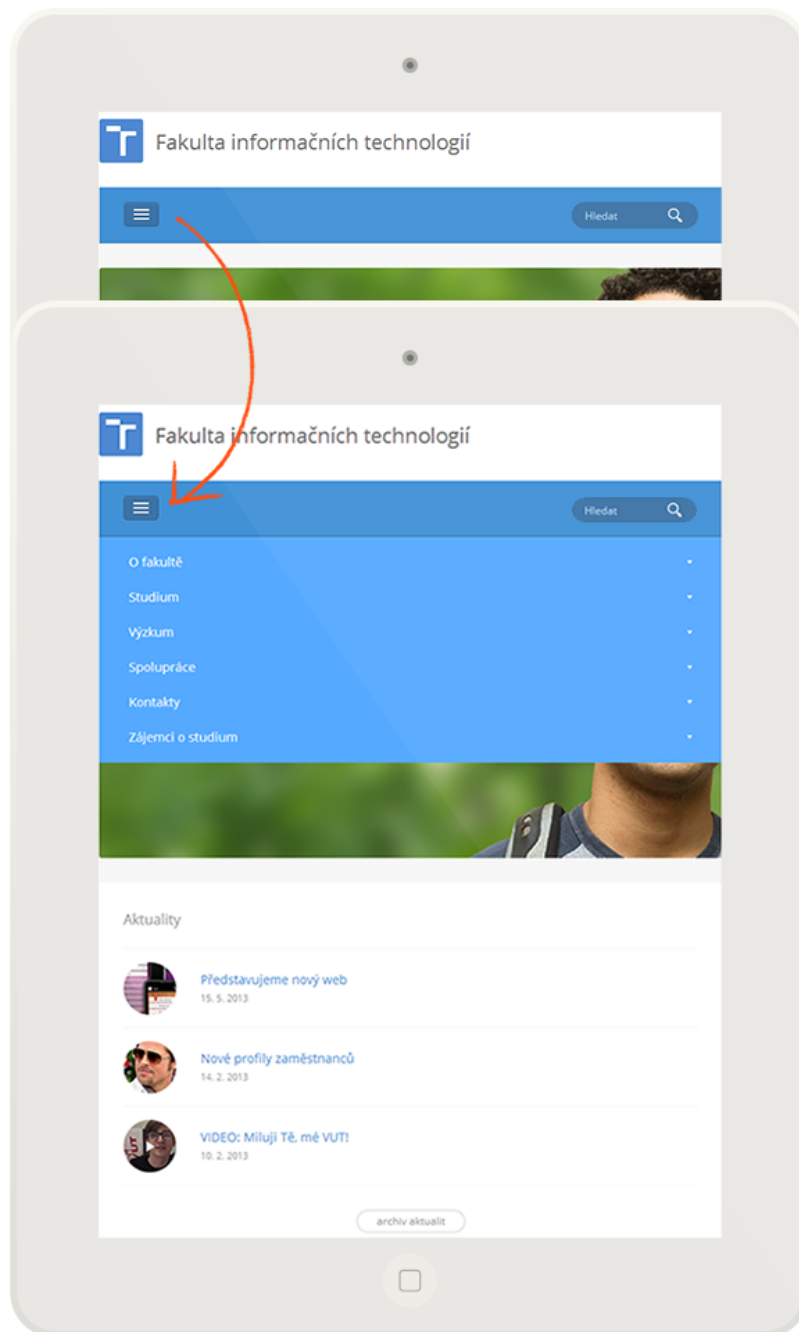 Fakulta informačních technologií
Hledat
Fakulta informačních technologií
Hledat
O fakultě
Studium
Výzkum
Spolupráce
Kontakty
Zájemci o studium
Aktuality
Představujeme nový web
15. 5. 2013
Nové profily zaměstnanců
14. 2. 2013
VIDEO: Miluji Tě, mé VUT!
10. 2. 2013
archiv aktualit